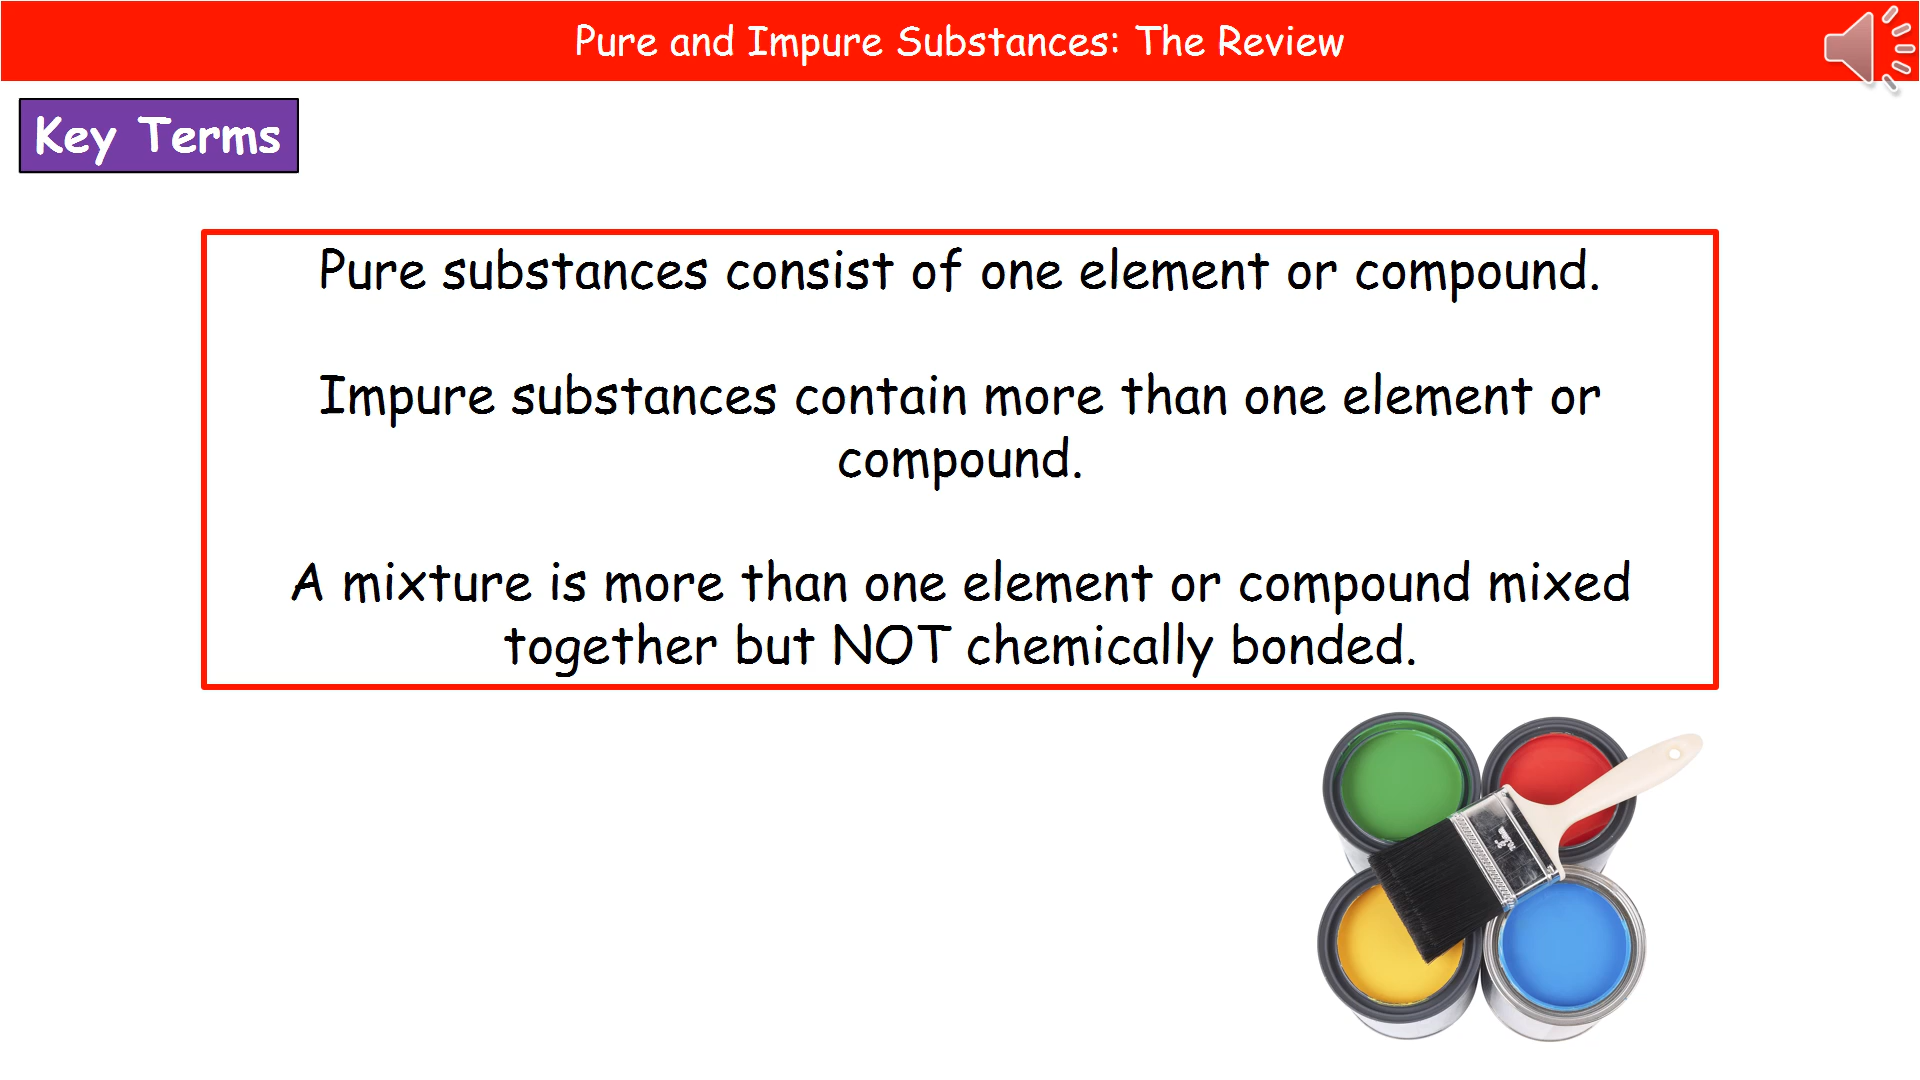 Pure and Impure Substances: The Review
Key Terms
Pure substances consist of one element or compound.
Impure substances contain more than one element or
compound.
A mixture is more than one element or compound mixed
together but NOT chemically bonded.